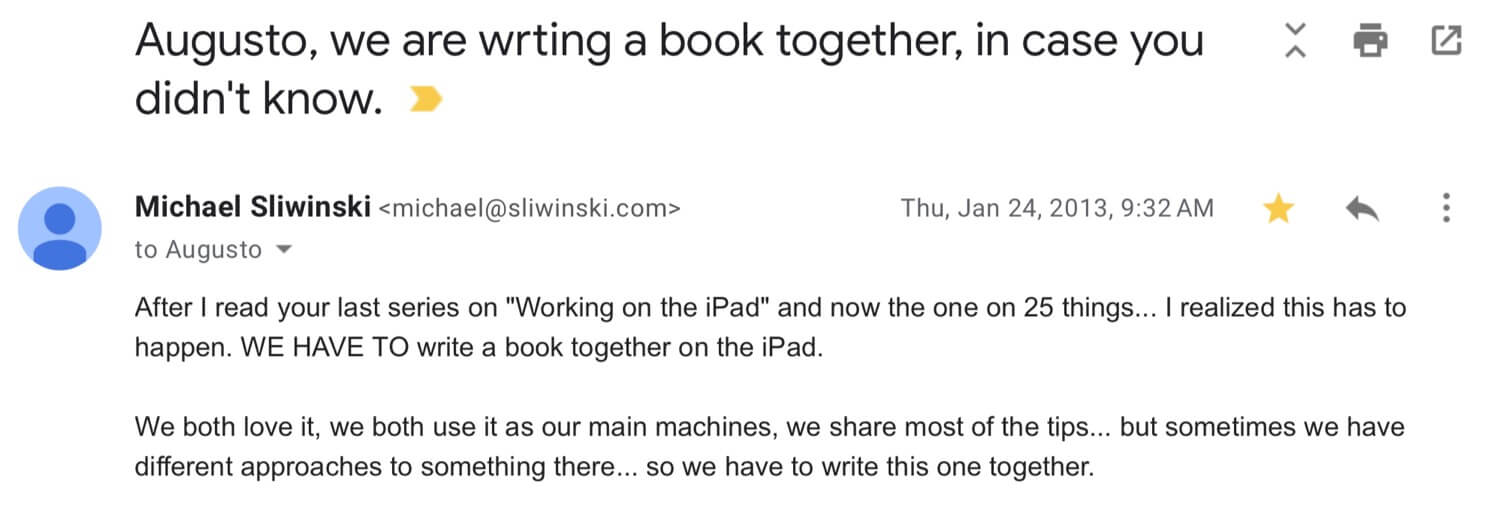 Augusto, we are wrting a book together, in case you
didn't know.
Michael Sliwinski <michael@sliwinski.com>
Thu, Jan 24, 2013, 9:32 AM
to Augusto
After I read your last series on "Working on the iPad" and now the one on 25 things... I realized this has to
happen. WE HAVE TO write a book together on the iPad.
We both love it, we both use it as our main machines, we share most of the tips... but sometimes we have
different approaches to something there... so we have to write this one together.